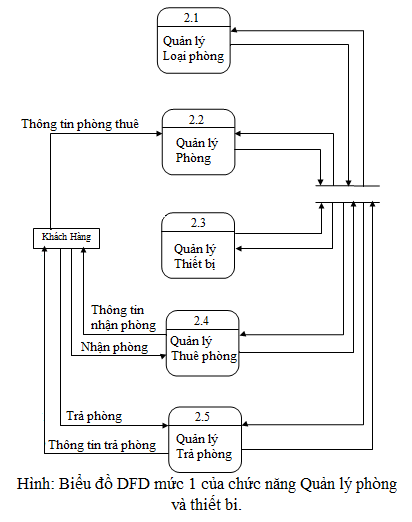 2.1
Quản lý
Loại phòng
2.2
Thông tin phòng thuê
Quản lý
Phòng
2.3
Khách Hàng
Quản lý
Thiết bị
Thông tin
nhận phòng
2.4
Quản lý
Thuê phòng
Nhận phòng
Trả phòng
2.5
Quản lý
Trả phòng
Thông tin trả phòng
Hình: Biểu đồ DFD mức 1 của chức năng Quản lý phòng
và thiết bị.